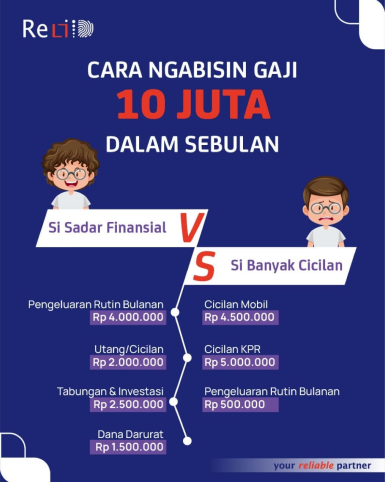 ReLiID
CARA NGABISIN GAJI
10 JUTA
DALAM SEBULAN
Si Sadar Finansial
VS
Si Banyak Cicilan
Pengeluaran Rutin Bulanan
Rp 4.000.000
Utang/Cicilan
Rp 2.000.000
Tabungan & Investasi
Rp 2.500.000
Dana Darurat
Rp 1.500.000
Cicilan Mobil
Rp 4.500.000
Cicilan KPR
Rp 5.000.000
Pengeluaran Rutin Bulanan
Rp 500.000
your reliable partner